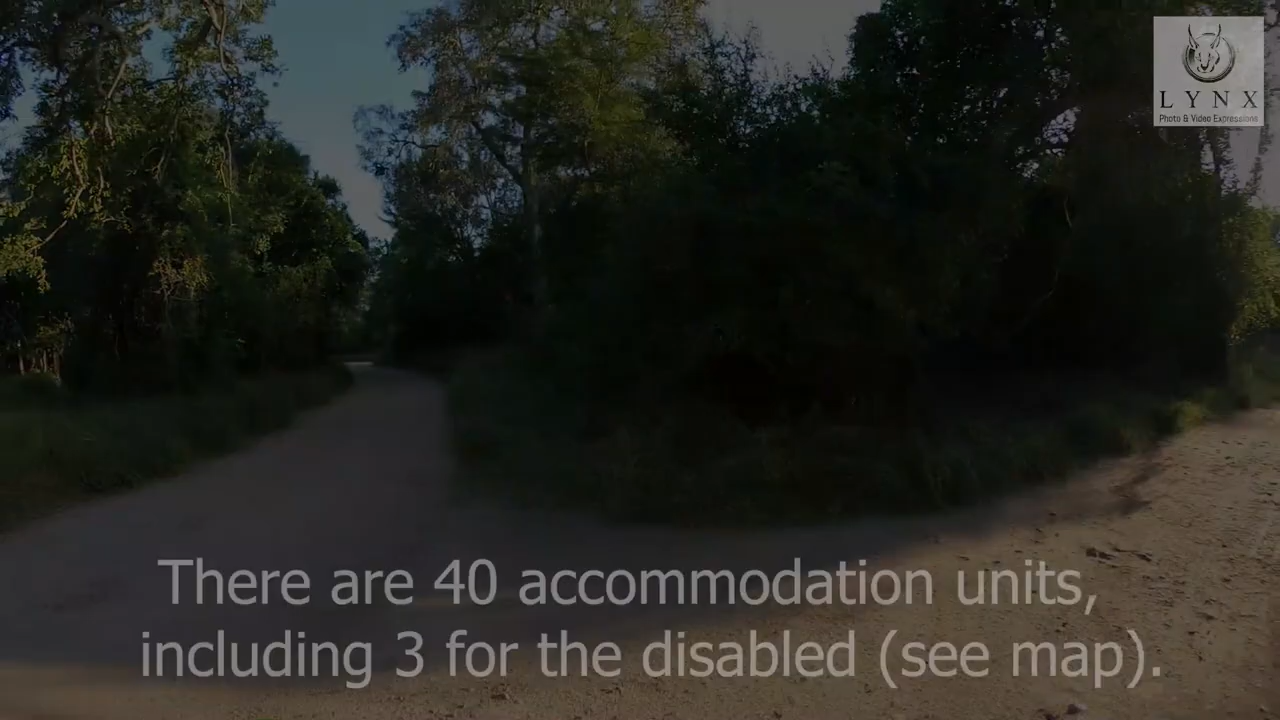 LYNX
Photo & Video Expressions
There are 40 accommodation units,
including 3 for the disabled (see map).